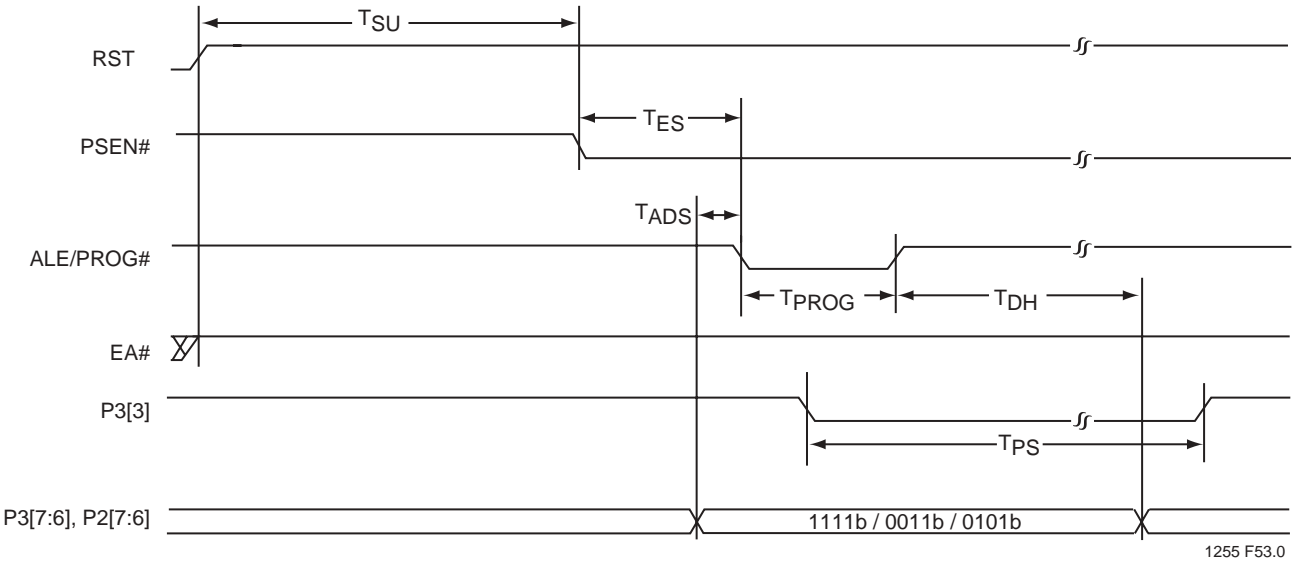 TSU
RST
TES
PSEN#
TADS
ALE/PROG#
TPROG
TDH
EA#
P3[3]
TPS
P3[7:6], P2[7:6]
1111b / 0011b / 0101b
1255 F53.0